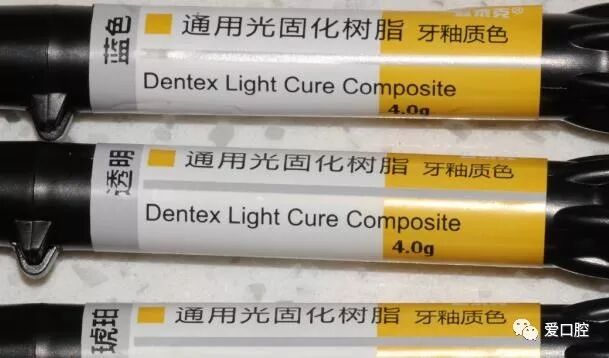 蓝色
通用光固化树脂 牙釉质色
Dentex Light Cure Composite
4.0g
透明
通用光固化树脂 牙釉质色
Dentex Light Cure Composite
4.0g
琥珀
通用光固化树脂 牙釉质色
爱口腔